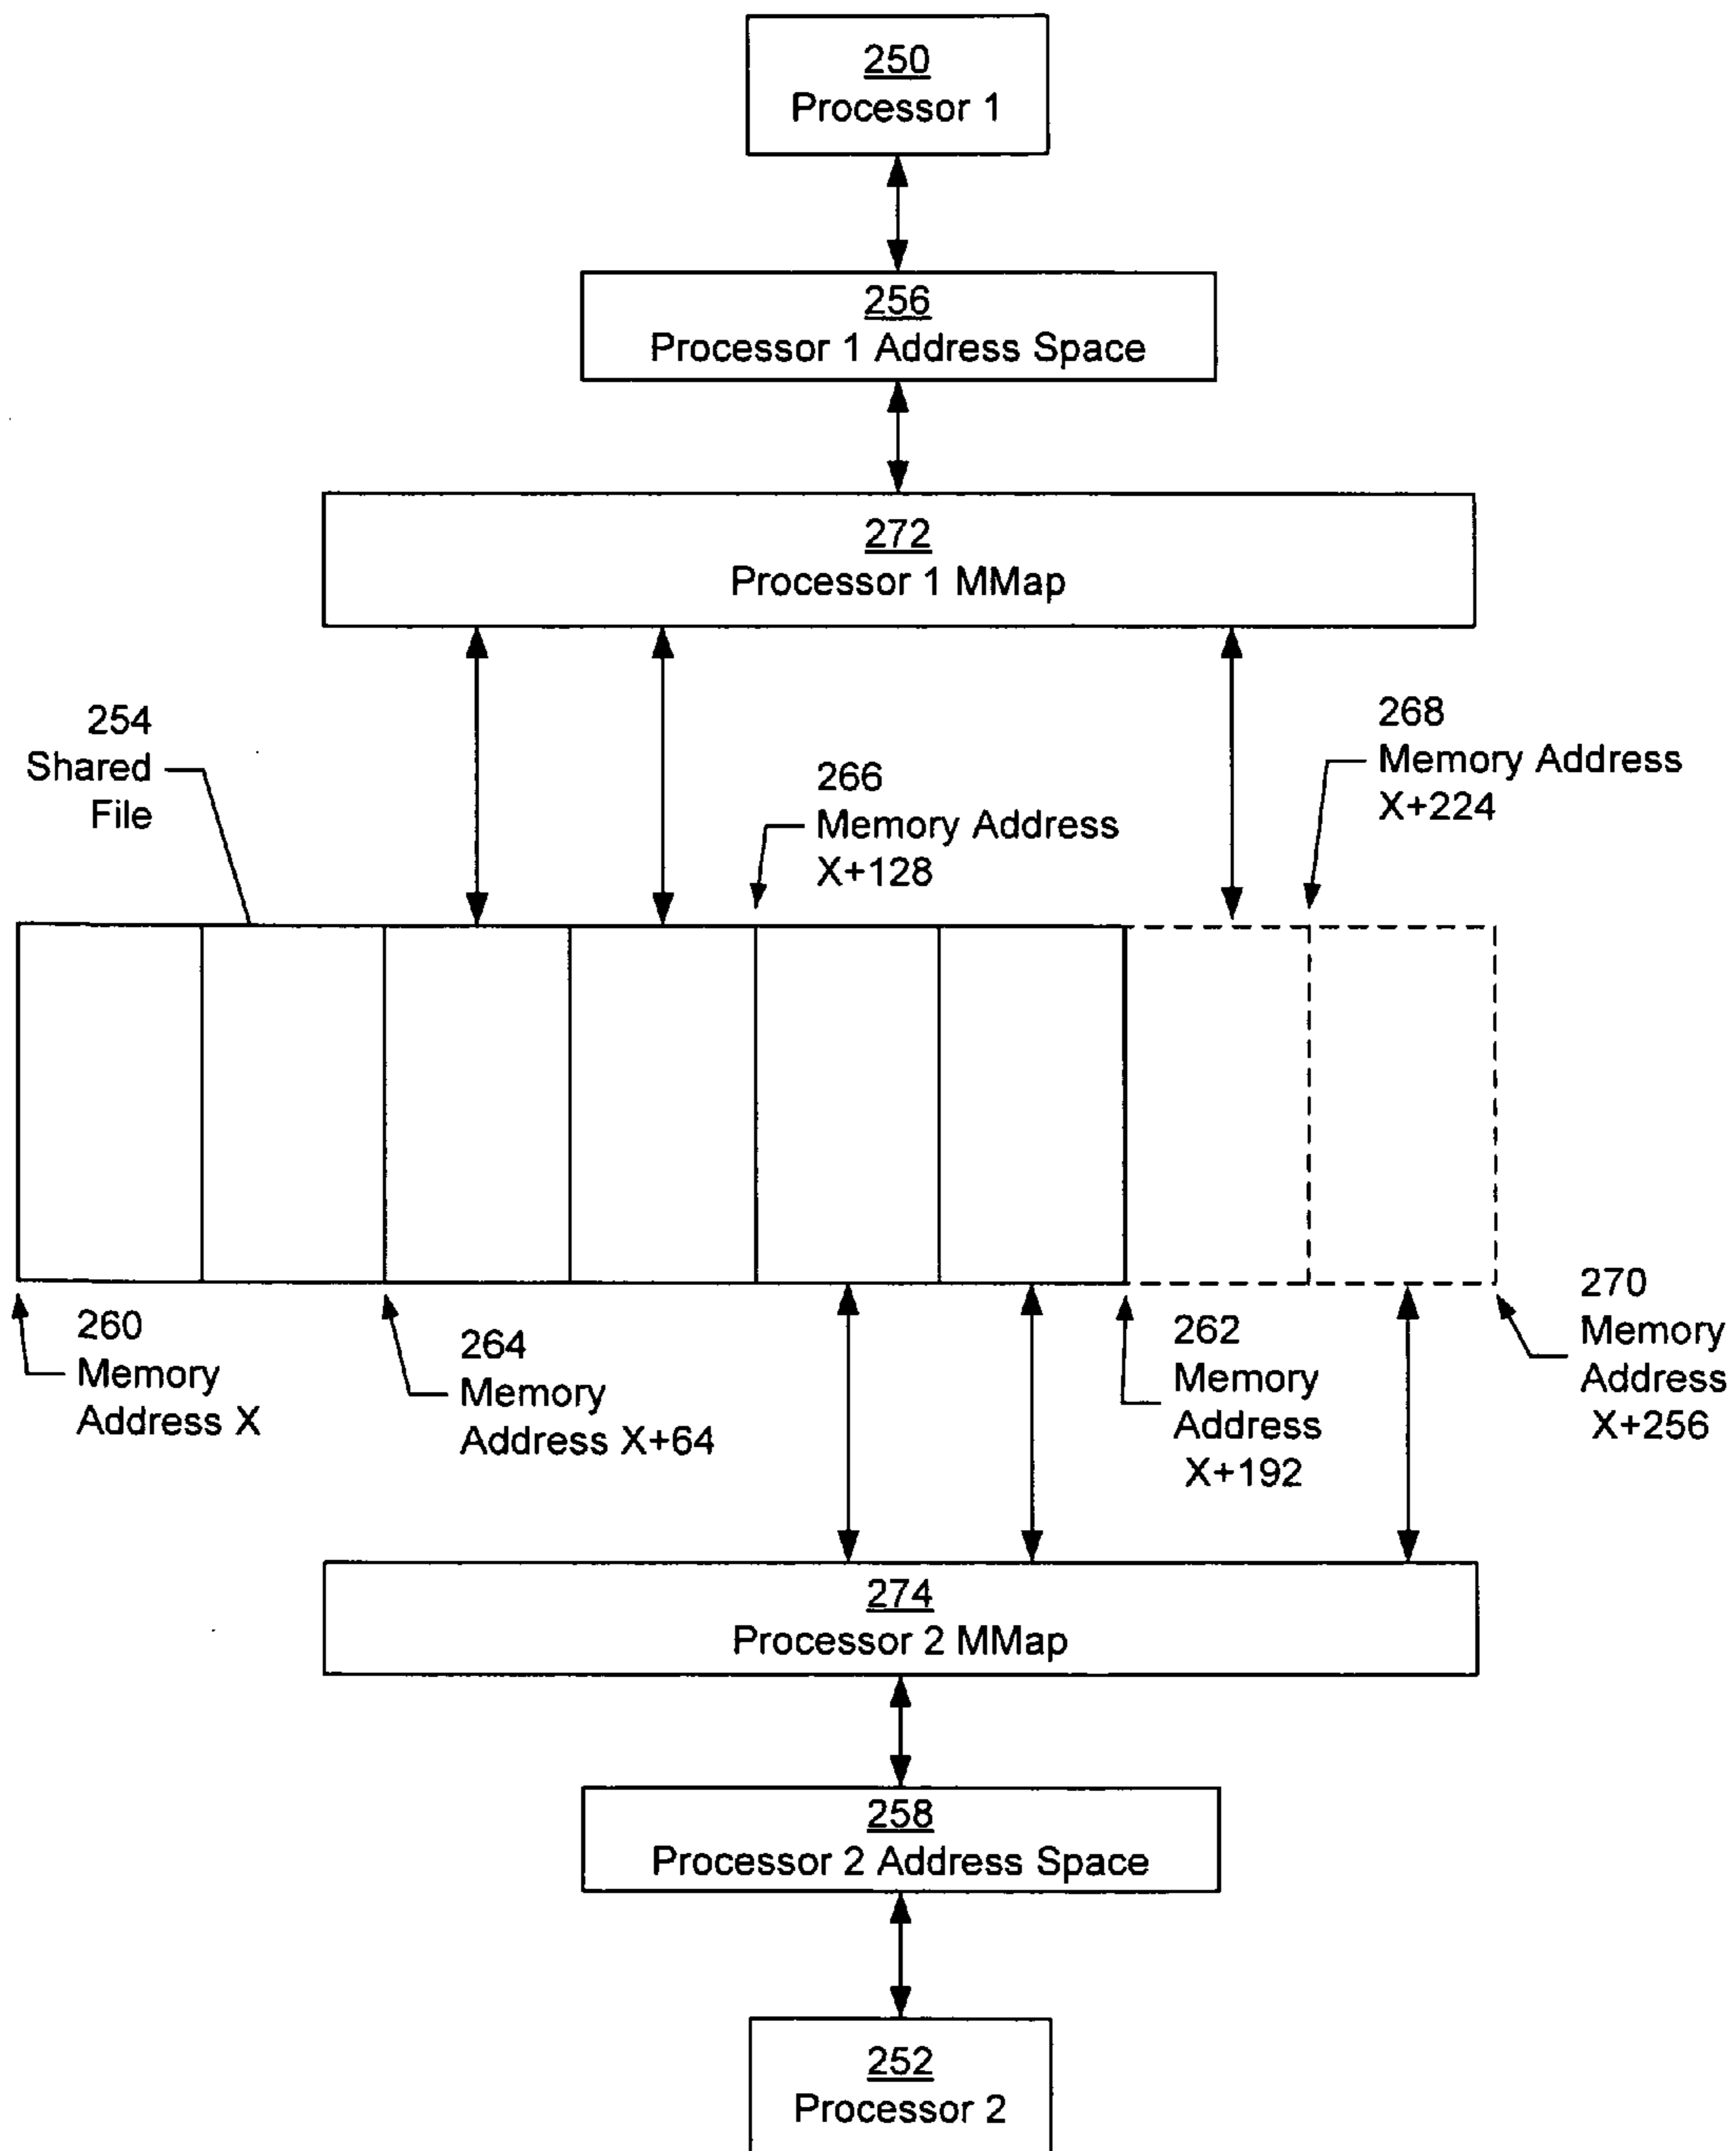 250
Processor 1
256
Processor 1 Address Space
272
Processor 1 MMap
254
Shared
File
266
Memory Address
X+128
268
Memory Address
X+224
260
Memory
Address X
264
Memory
Address X+64
262
Memory
Address
X+192
270
Memory
Address
X+256
274
Processor 2 MMap
258
Processor 2 Address Space
252
Processor 2